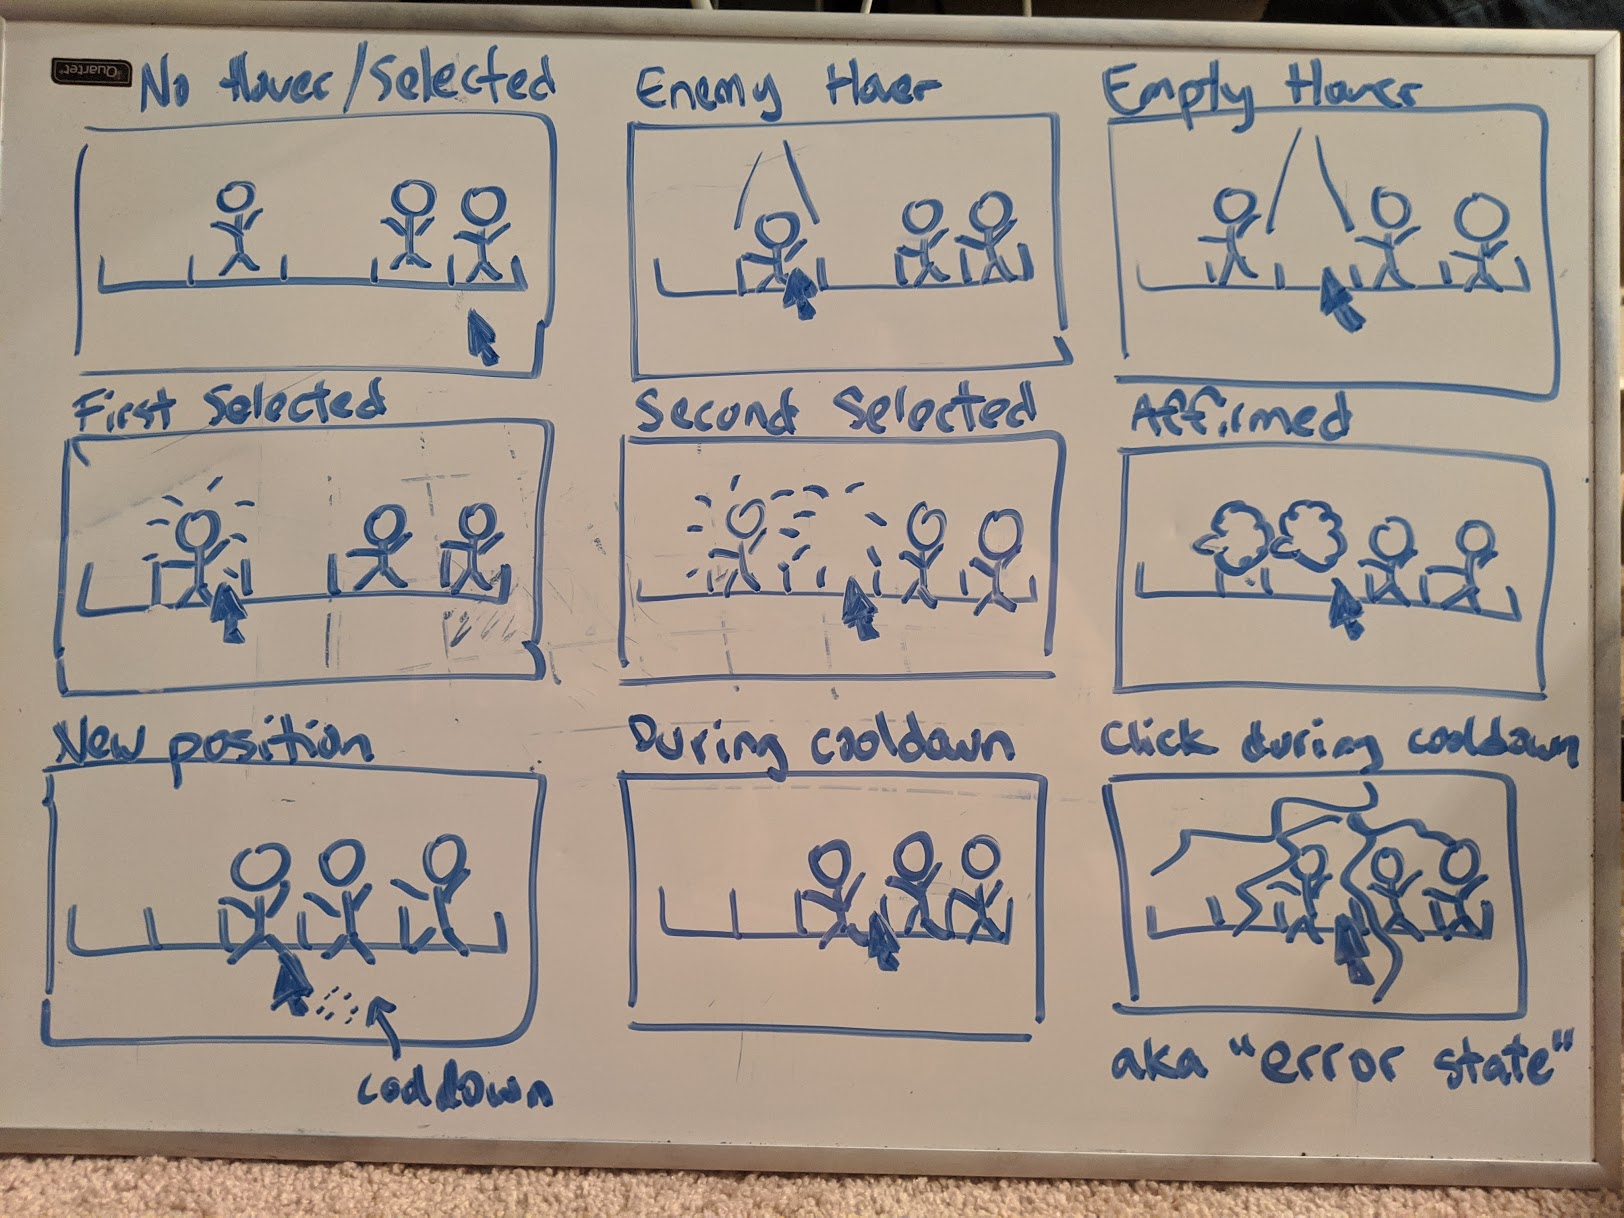 Quartet
No Hover/Selected
Enemy Hover
Empty Hover
First Selected
Second Selected
Affirmed
New position
During cooldown
Click during cooldown
cooldown
aka "error state"